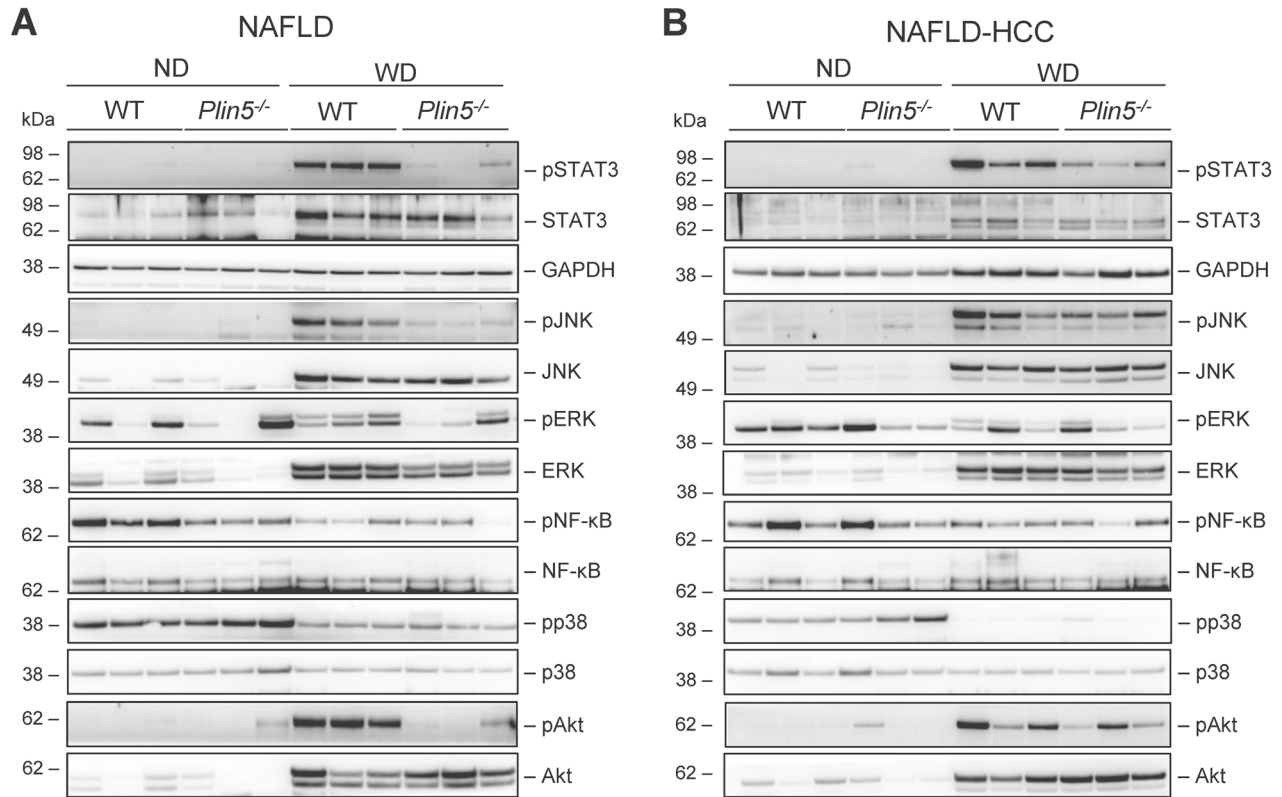 A
NAFLD
ND WD
WT Plin5-/- WT Plin5-/-
kDa
98 –
62 –
– pSTAT3
98 –
62 –
– STAT3
38 –
– GAPDH
49 –
– pJNK
49 –
– JNK
38 –
– pERK
38 –
– ERK
62 –
– pNF-κB
62 –
– NF-κB
38 –
– pp38
38 –
– p38
62 –
– pAkt
62 –
– Akt
B
NAFLD-HCC
ND WD
WT Plin5-/- WT Plin5-/-
kDa
98 –
62 –
– pSTAT3
98 –
62 –
– STAT3
38 –
– GAPDH
49 –
– pJNK
49 –
– JNK
38 –
– pERK
38 –
– ERK
62 –
– pNF-κB
62 –
– NF-κB
38 –
– pp38
38 –
– p38
62 –
– pAkt
62 –
– Akt